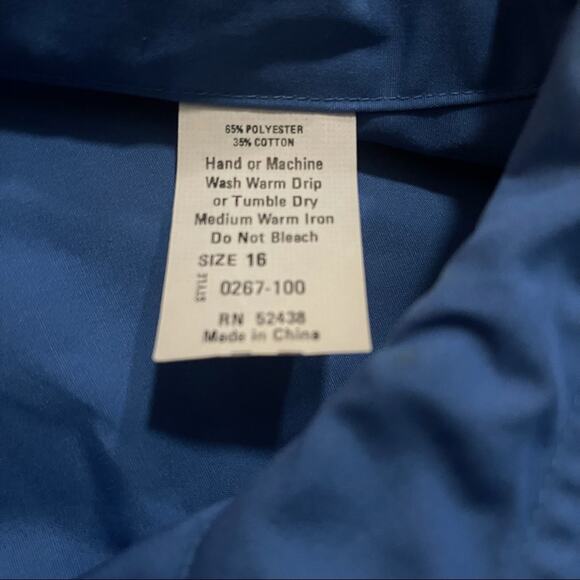 65% POLYESTER
35% COTTON
Hand or Machine
Wash Warm Drip
or Tumble Dry
Medium Warm Iron
Do Not Bleach
SIZE 16
STYLE 0267-100
RN 52438
Made in China